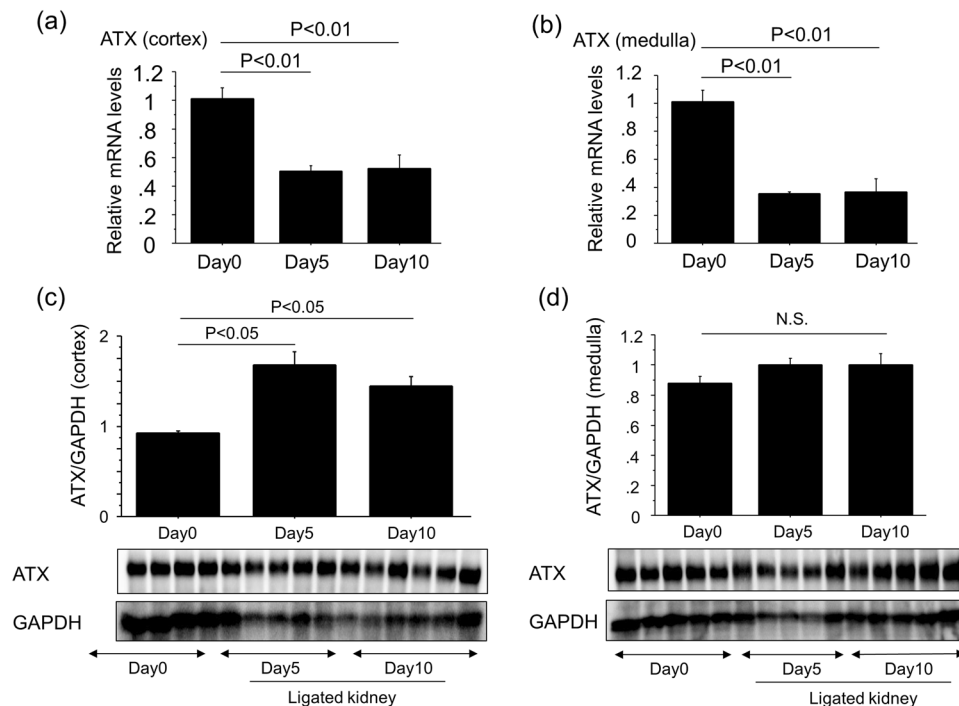 (a)
ATX (cortex)
P<0.01
P<0.01
Relative mRNA levels
1.2
1
.8
.6
.4
.2
0
Day0 Day5 Day10
(b)
ATX (medulla)
P<0.01
P<0.01
Relative mRNA levels
1.2
1
.8
.6
.4
.2
0
Day0 Day5 Day10
(c)
P<0.05
P<0.05
ATX/GAPDH (cortex)
2
1
0
Day0 Day5 Day10
ATX
GAPDH
Day0 Day5 Day10
Ligated kidney
(d)
N.S.
ATX/GAPDH (medulla)
1.2
1
.8
.6
.4
.2
0
Day0 Day5 Day10
ATX
GAPDH
Day0 Day5 Day10
Ligated kidney